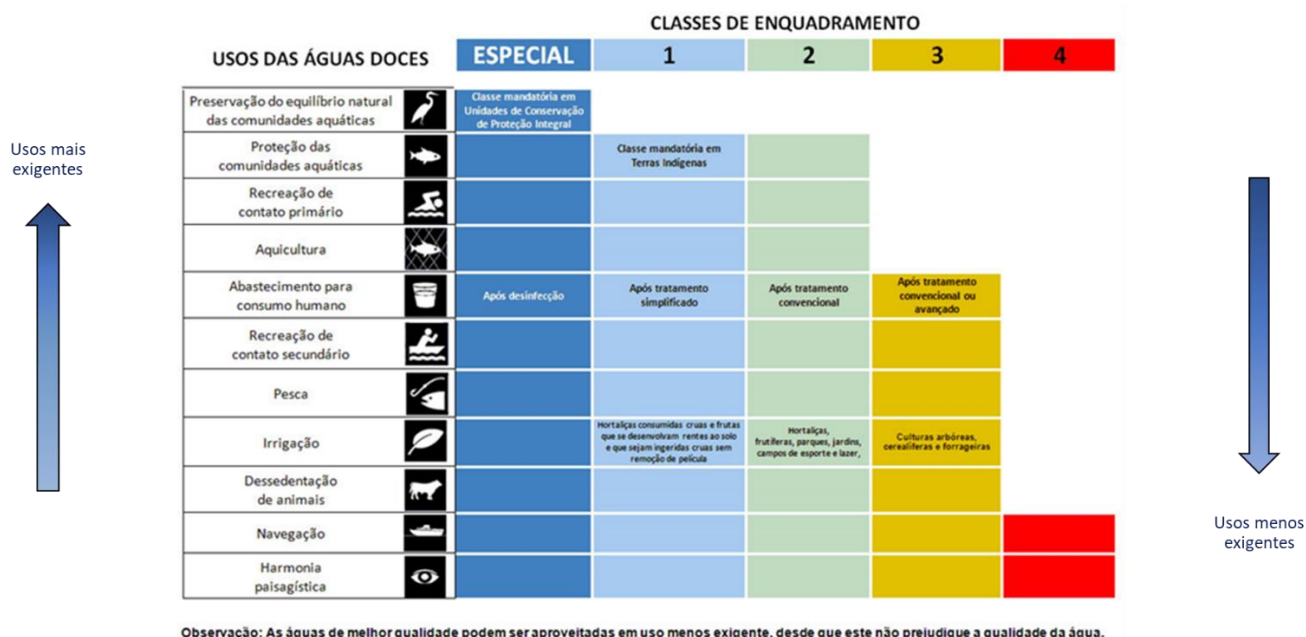 CLASSES DE ENQUADRAMENTO
USOS DAS ÁGUAS DOCES
ESPECIAL
1
2
3
4
Usos mais
exigentes
Preservação do equilíbrio natural
das comunidades aquáticas
Classe mandatória em
Unidades de Conservação
de Proteção Integral
Proteção das
comunidades aquáticas
Classe mandatória em
Terras Indígenas
Recreação de
contato primário
Aquicultura
Abastecimento para
consumo humano
Após desinfecção
Após tratamento
simplificado
Após tratamento
convencional
Após tratamento
convencional ou
avançado
Recreação de
contato secundário
Pesca
Irrigação
Hortaliças consumidas cruas e frutas
que se desenvolvam rentes ao solo
e que sejam ingeridas cruas sem
remoção de película
Hortaliças,
frutíferas, parques, jardins,
campos de esporte e lazer,
Culturas arbóreas,
cerealíferas e forrageiras
Dessedentação
de animais
Navegação
Harmonia
paisagística
Usos menos
exigentes
Observação: As águas de melhor qualidade podem ser aproveitadas em uso menos exigente, desde que este não prejudique a qualidade da água.